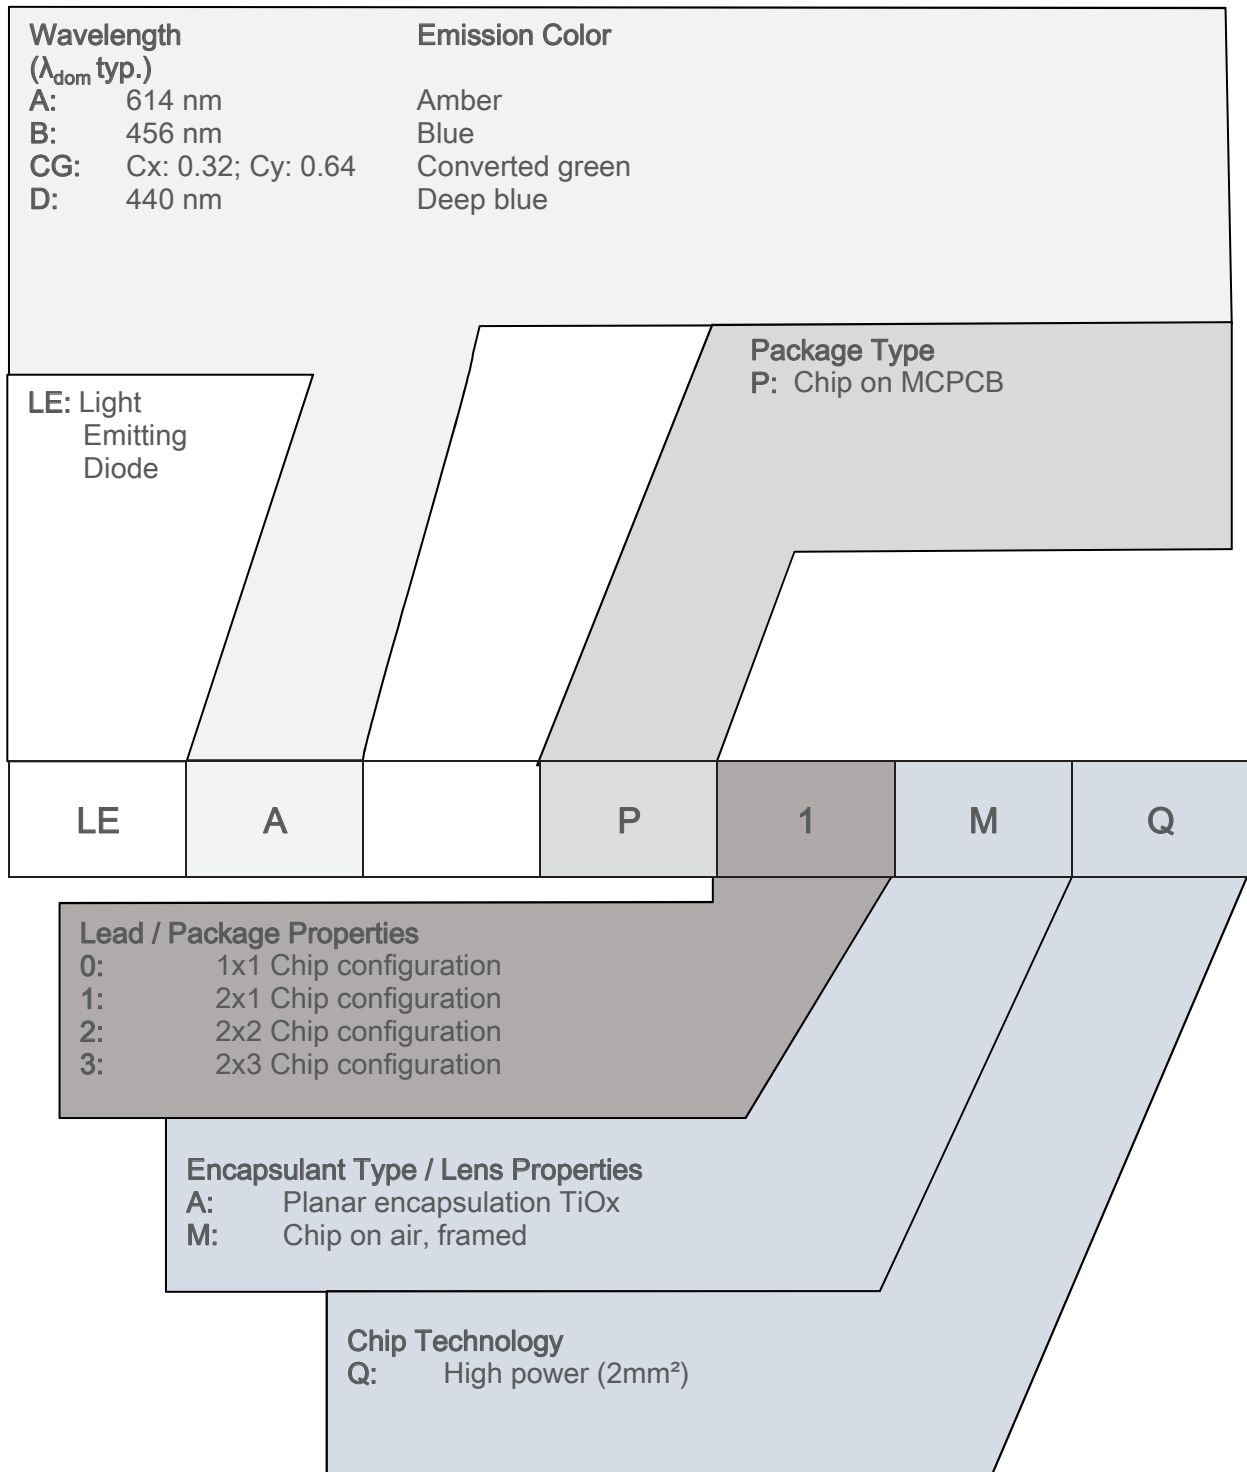 Wavelength Emission Color
(λdom typ.)
A: 614 nm Amber
B: 456 nm Blue
CG: Cx: 0.32; Cy: 0.64 Converted green
D: 440 nm Deep blue
Package Type
P: Chip on MCPCB
LE: Light
Emitting
Diode
LE A P 1 M Q
Lead / Package Properties
0: 1x1 Chip configuration
1: 2x1 Chip configuration
2: 2x2 Chip configuration
3: 2x3 Chip configuration
Encapsulant Type / Lens Properties
A: Planar encapsulation TiOx
M: Chip on air, framed
Chip Technology
Q: High power (2mm²)